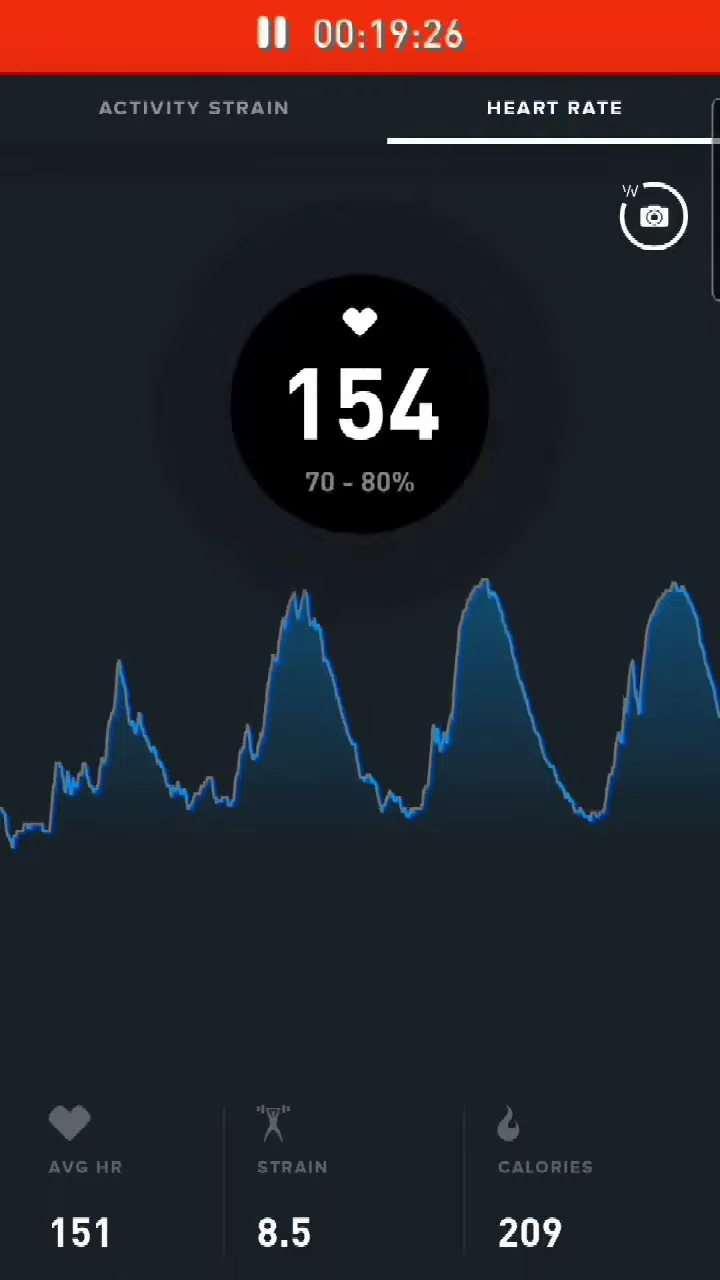 00:19:26
ACTIVITY STRAIN
HEART RATE
W
154
70 - 80%
AVG HR
STRAIN
CALORIES
151
8.5
209